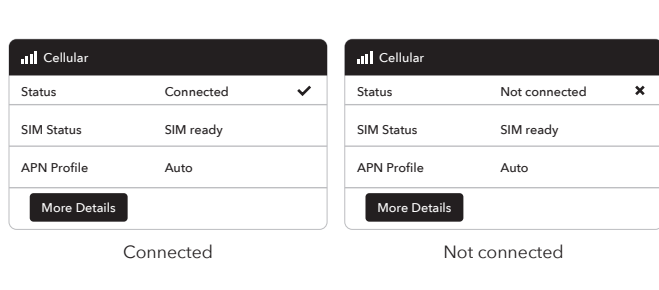 Cellular
Status Connected
SIM Status SIM ready
APN Profile Auto
More Details
Connected
Cellular
Status Not connected
SIM Status SIM ready
APN Profile Auto
More Details
Not connected